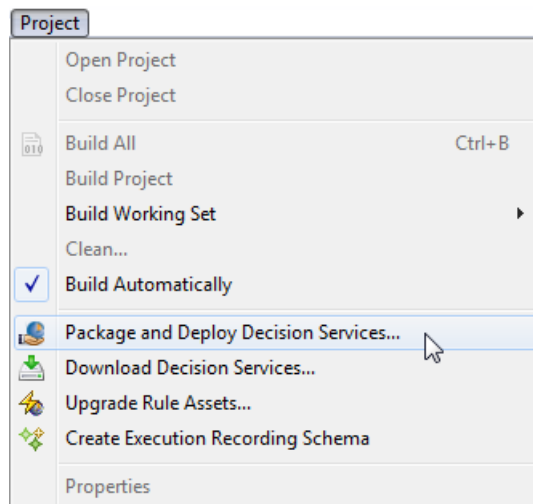 Project
Open Project
Close Project
010
Build All Ctrl+B
Build Project
Build Working Set
Clean...
Build Automatically
Package and Deploy Decision Services...
Download Decision Services...
Upgrade Rule Assets...
Create Execution Recording Schema
Properties